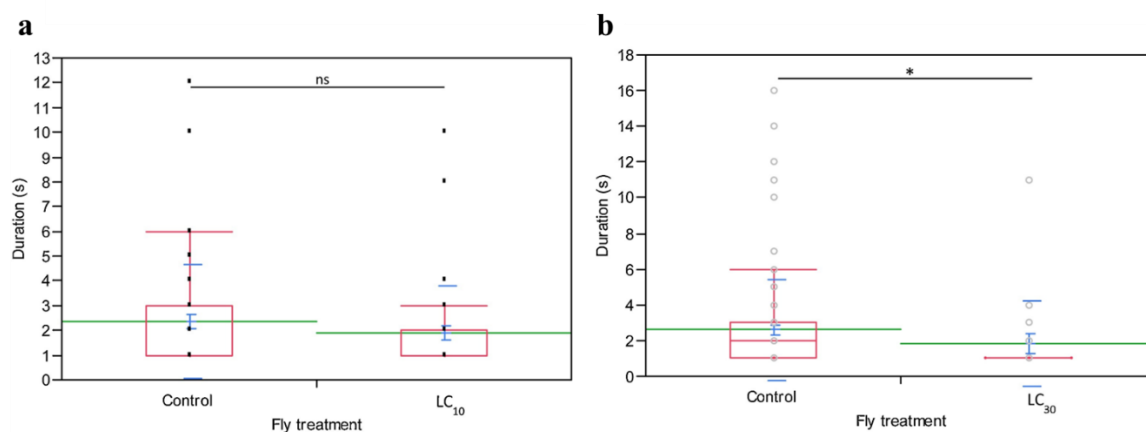 a
ns
13
12
11
10
9
8
7
6
5
4
3
2
1
0
Duration (s)
Control
LC10
Fly treatment
b
*
18
16
14
12
10
8
6
4
2
0
Duration (s)
Control
LC30
Fly treatment